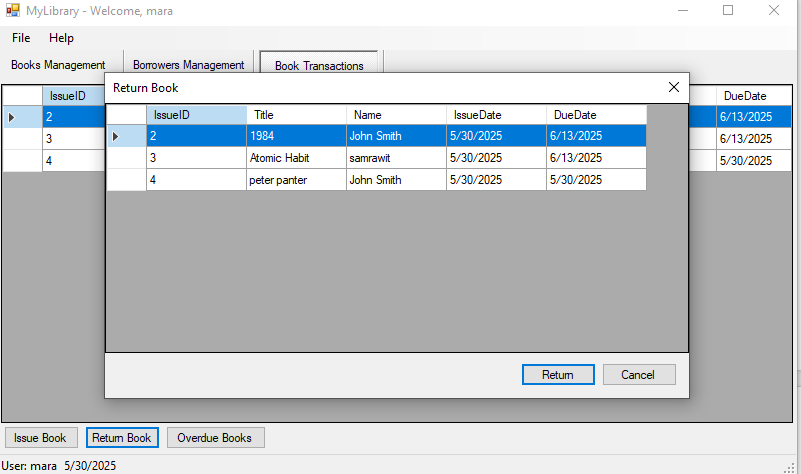 MyLibrary - Welcome, mara
File Help
Books Management Borrowers Management Book Transactions
IssueID DueDate
2 6/13/2025
3 6/13/2025
4 5/30/2025
Return Book
IssueID Title Name IssueDate DueDate
2 1984 John Smith 5/30/2025 6/13/2025
3 Atomic Habit samrawit 5/30/2025 6/13/2025
4 peter panter John Smith 5/30/2025 5/30/2025
Return Cancel
Issue Book Return Book Overdue Books
User: mara 5/30/2025